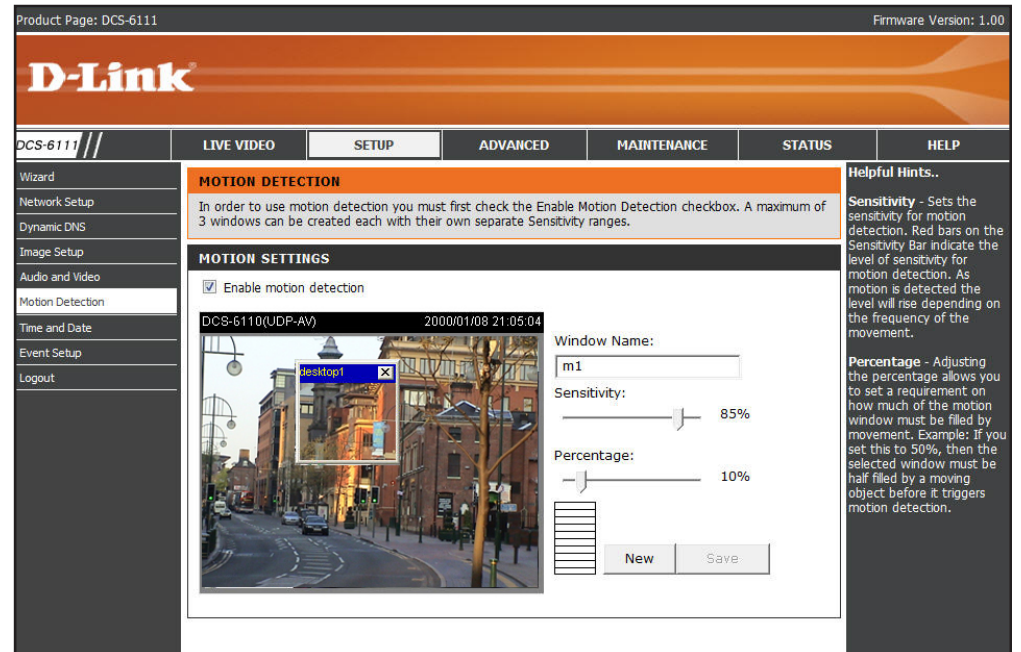 Product Page: DCS-6111
Firmware Version: 1.00
D-Link
DCS-6111
LIVE VIDEO
SETUP
ADVANCED
MAINTENANCE
STATUS
HELP
Wizard
Network Setup
Dynamic DNS
Image Setup
Audio and Video
Motion Detection
Time and Date
Event Setup
Logout
MOTION DETECTION
In order to use motion detection you must first check the Enable Motion Detection checkbox. A maximum of
3 windows can be created each with their own separate Sensitivity ranges.
MOTION SETTINGS
Enable motion detection
DCS-6110(UDP-AV)
2000/01/08 21:05:04
desktop1
Window Name:
m1
Sensitivity:
85%
Percentage:
10%
New
Save
Helpful Hints..
Sensitivity - Sets the
sensitivity for motion
detection. Red bars on the
Sensitivity Bar indicate the
level of sensitivity for
motion detection. As
motion is detected the
level will rise depending on
the frequency of the
movement.
Percentage - Adjusting
the percentage allows you
to set a requirement on
how much of the motion
window must be filled by
movement. Example: If you
set this to 50%, then the
selected window must be
half filled by a moving
object before it triggers
motion detection.